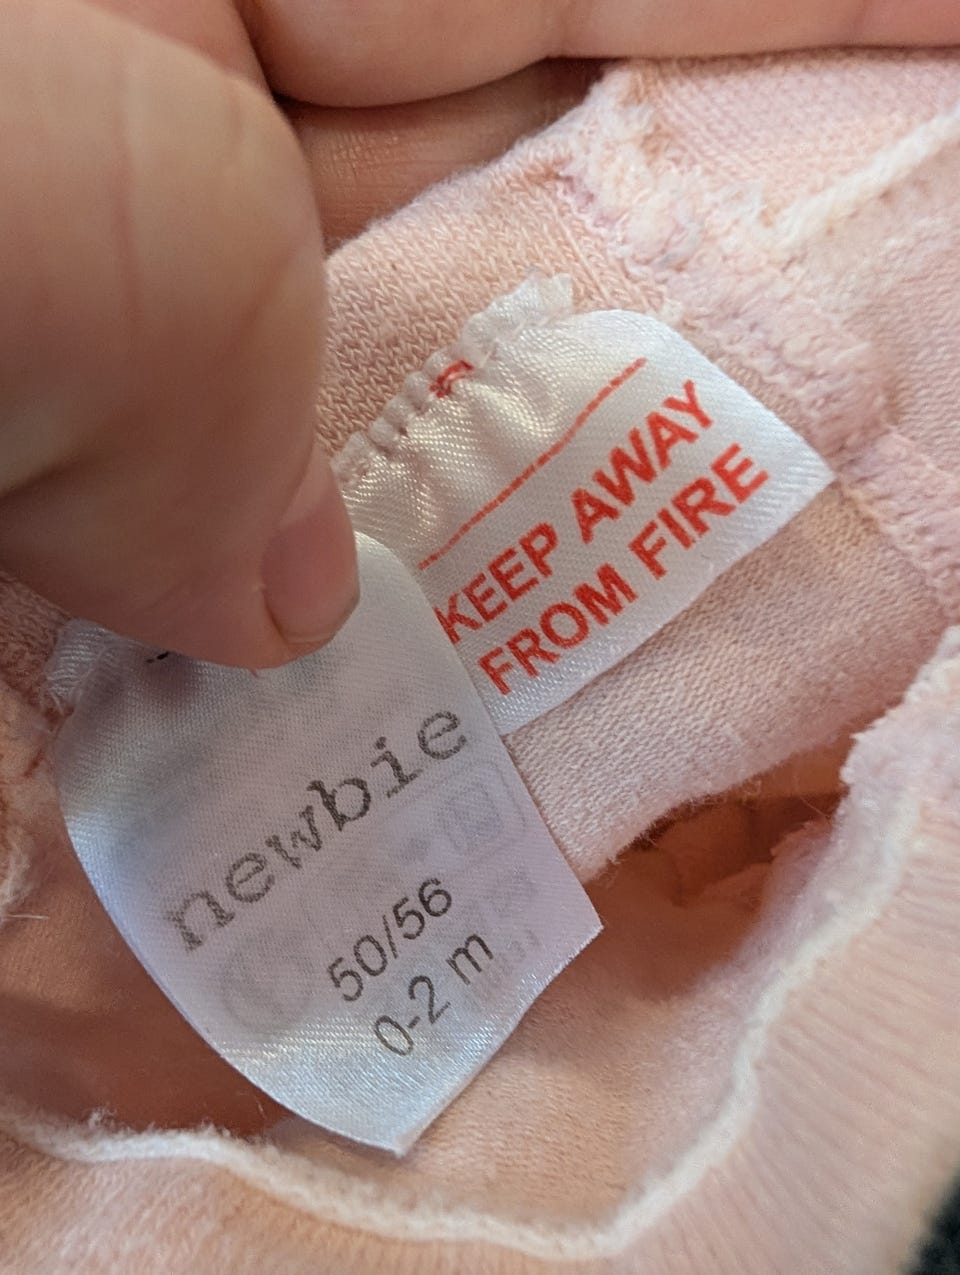 KEEP AWAY
FROM FIRE
newbie
50/56
0-2 m